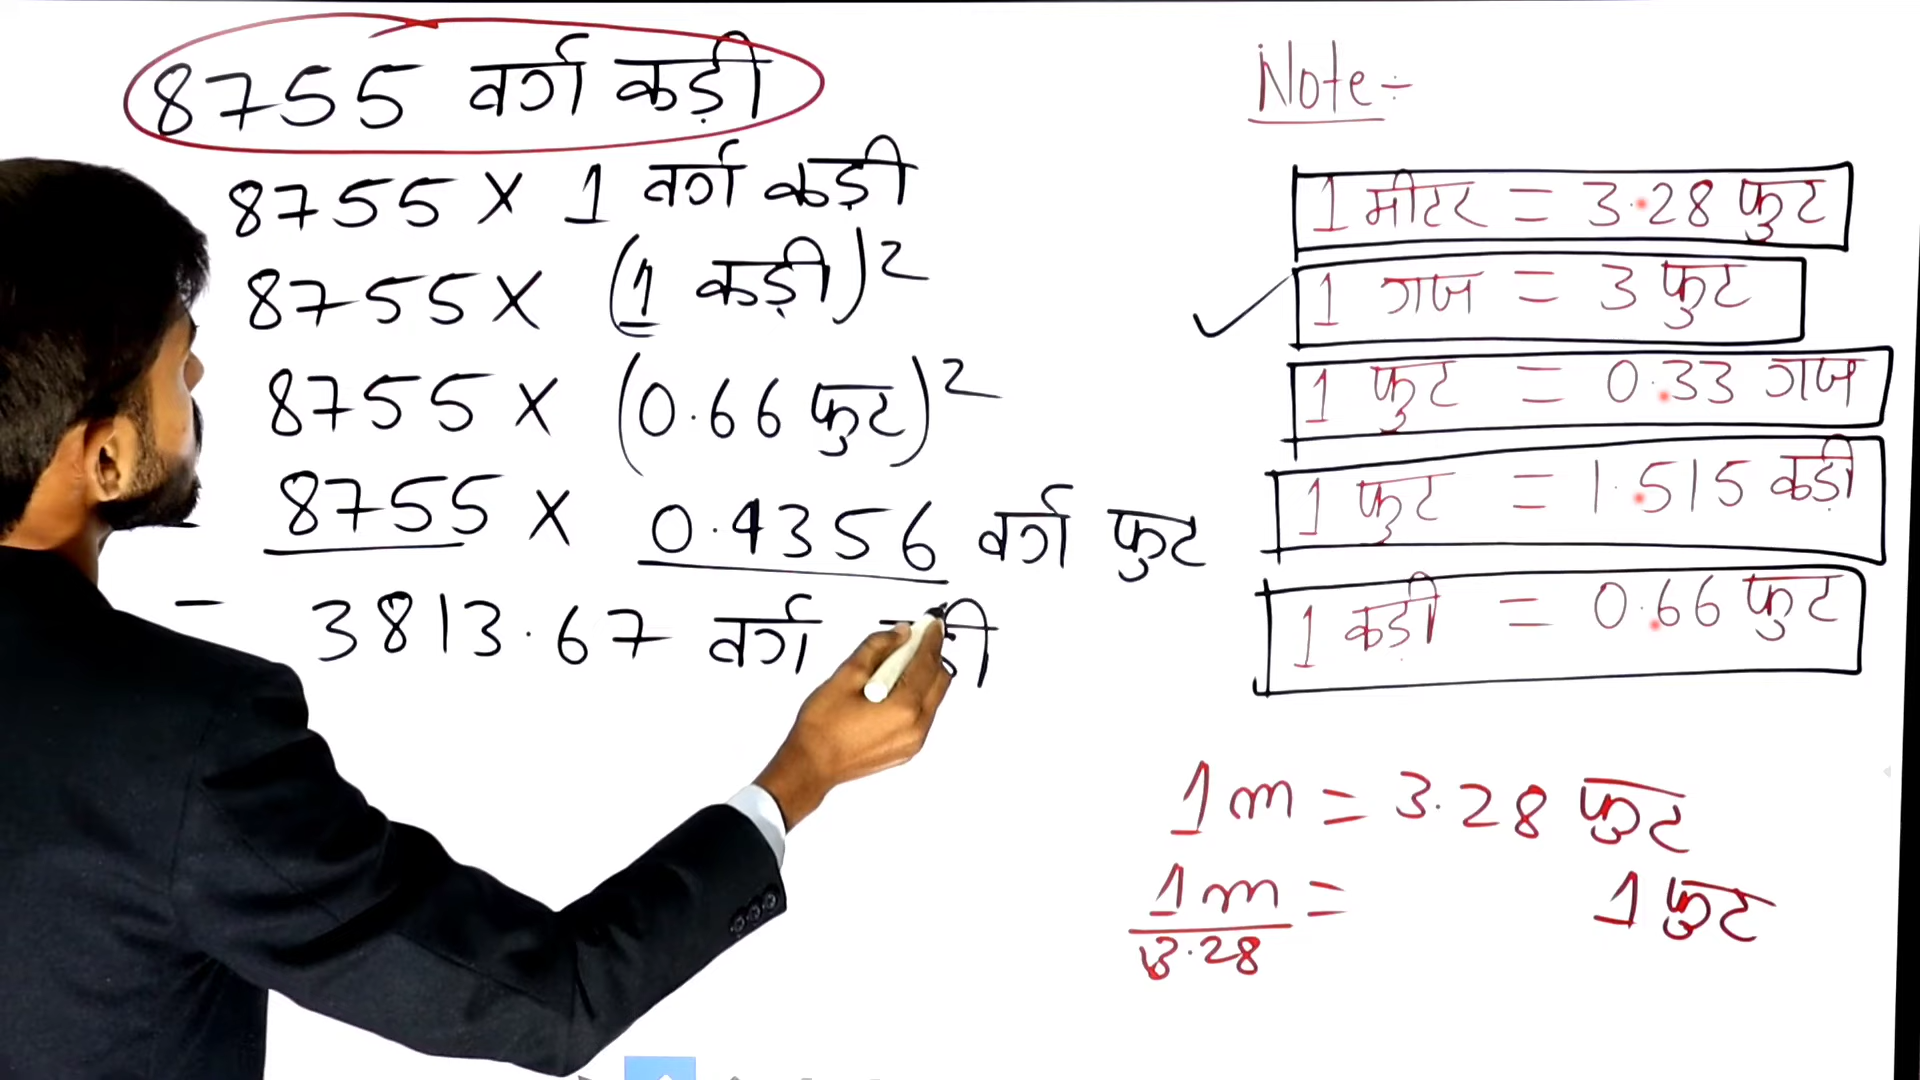 8755 वर्ग कड़ी
8755 × 1 वर्ग कड़ी
8755 × (1 कड़ी)²
8755 × (0.66 फुट)²
- 8755 × 0.4356 वर्ग फुट
- 3813.67 वर्ग
Note:-
1 मीटर = 3.28 फुट
1 गज = 3 फुट
1 फुट = 0.33 गज
1 फुट = 1.515 कड़ी
1 कडी = 0.66 फुट
1m = 3.28 फुट
1m/3.28 = 1 फुट